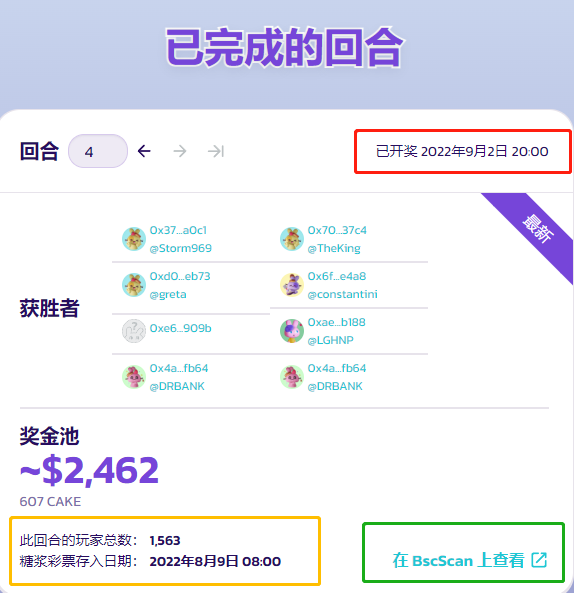 已完成的回合
回合 4 已开奖 2022年9月2日 20:00
最新
0x37...a0c1 0x70...37c4
@Storm969 @TheKing
0xd0...eb73 0x6f...e4a8
@greta @constantini
获胜者
0xe6...909b 0xae...b188
@LGHNP
0x4a...fb64 0x4a...fb64
@DRBANK @DRBANK
奖金池
~$2,462
607 CAKE
此回合的玩家总数： 1,563
糖浆彩票存入日期： 2022年8月9日 08:00
在 BscScan 上查看